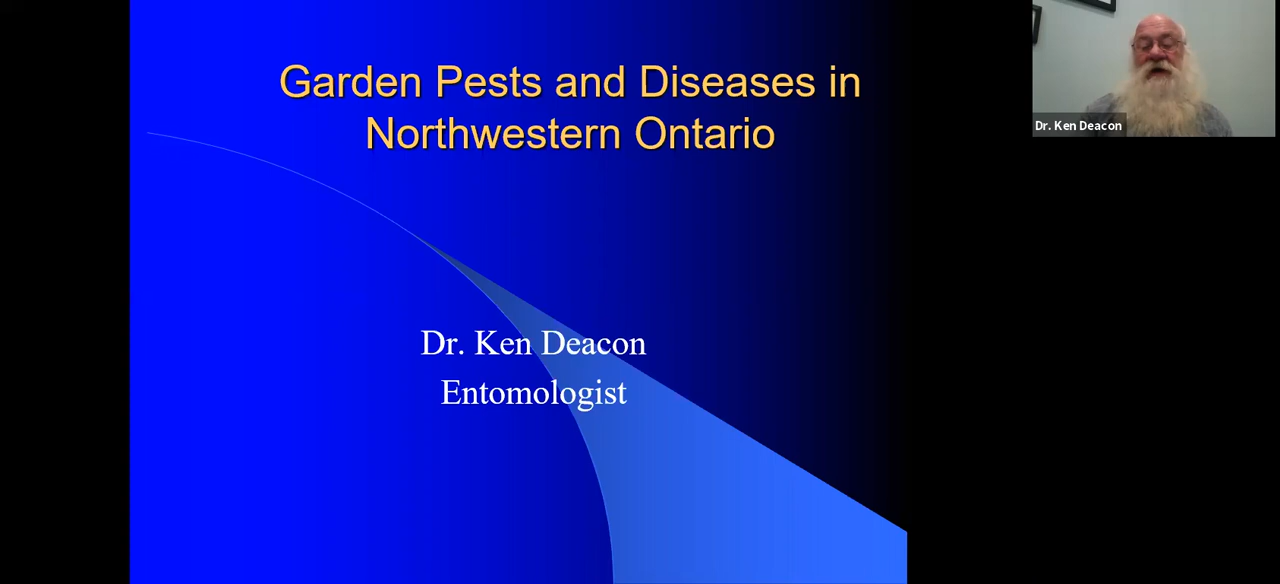 Garden Pests and Diseases in
Northwestern Ontario
Dr. Ken Deacon
Entomologist
Dr. Ken Deacon